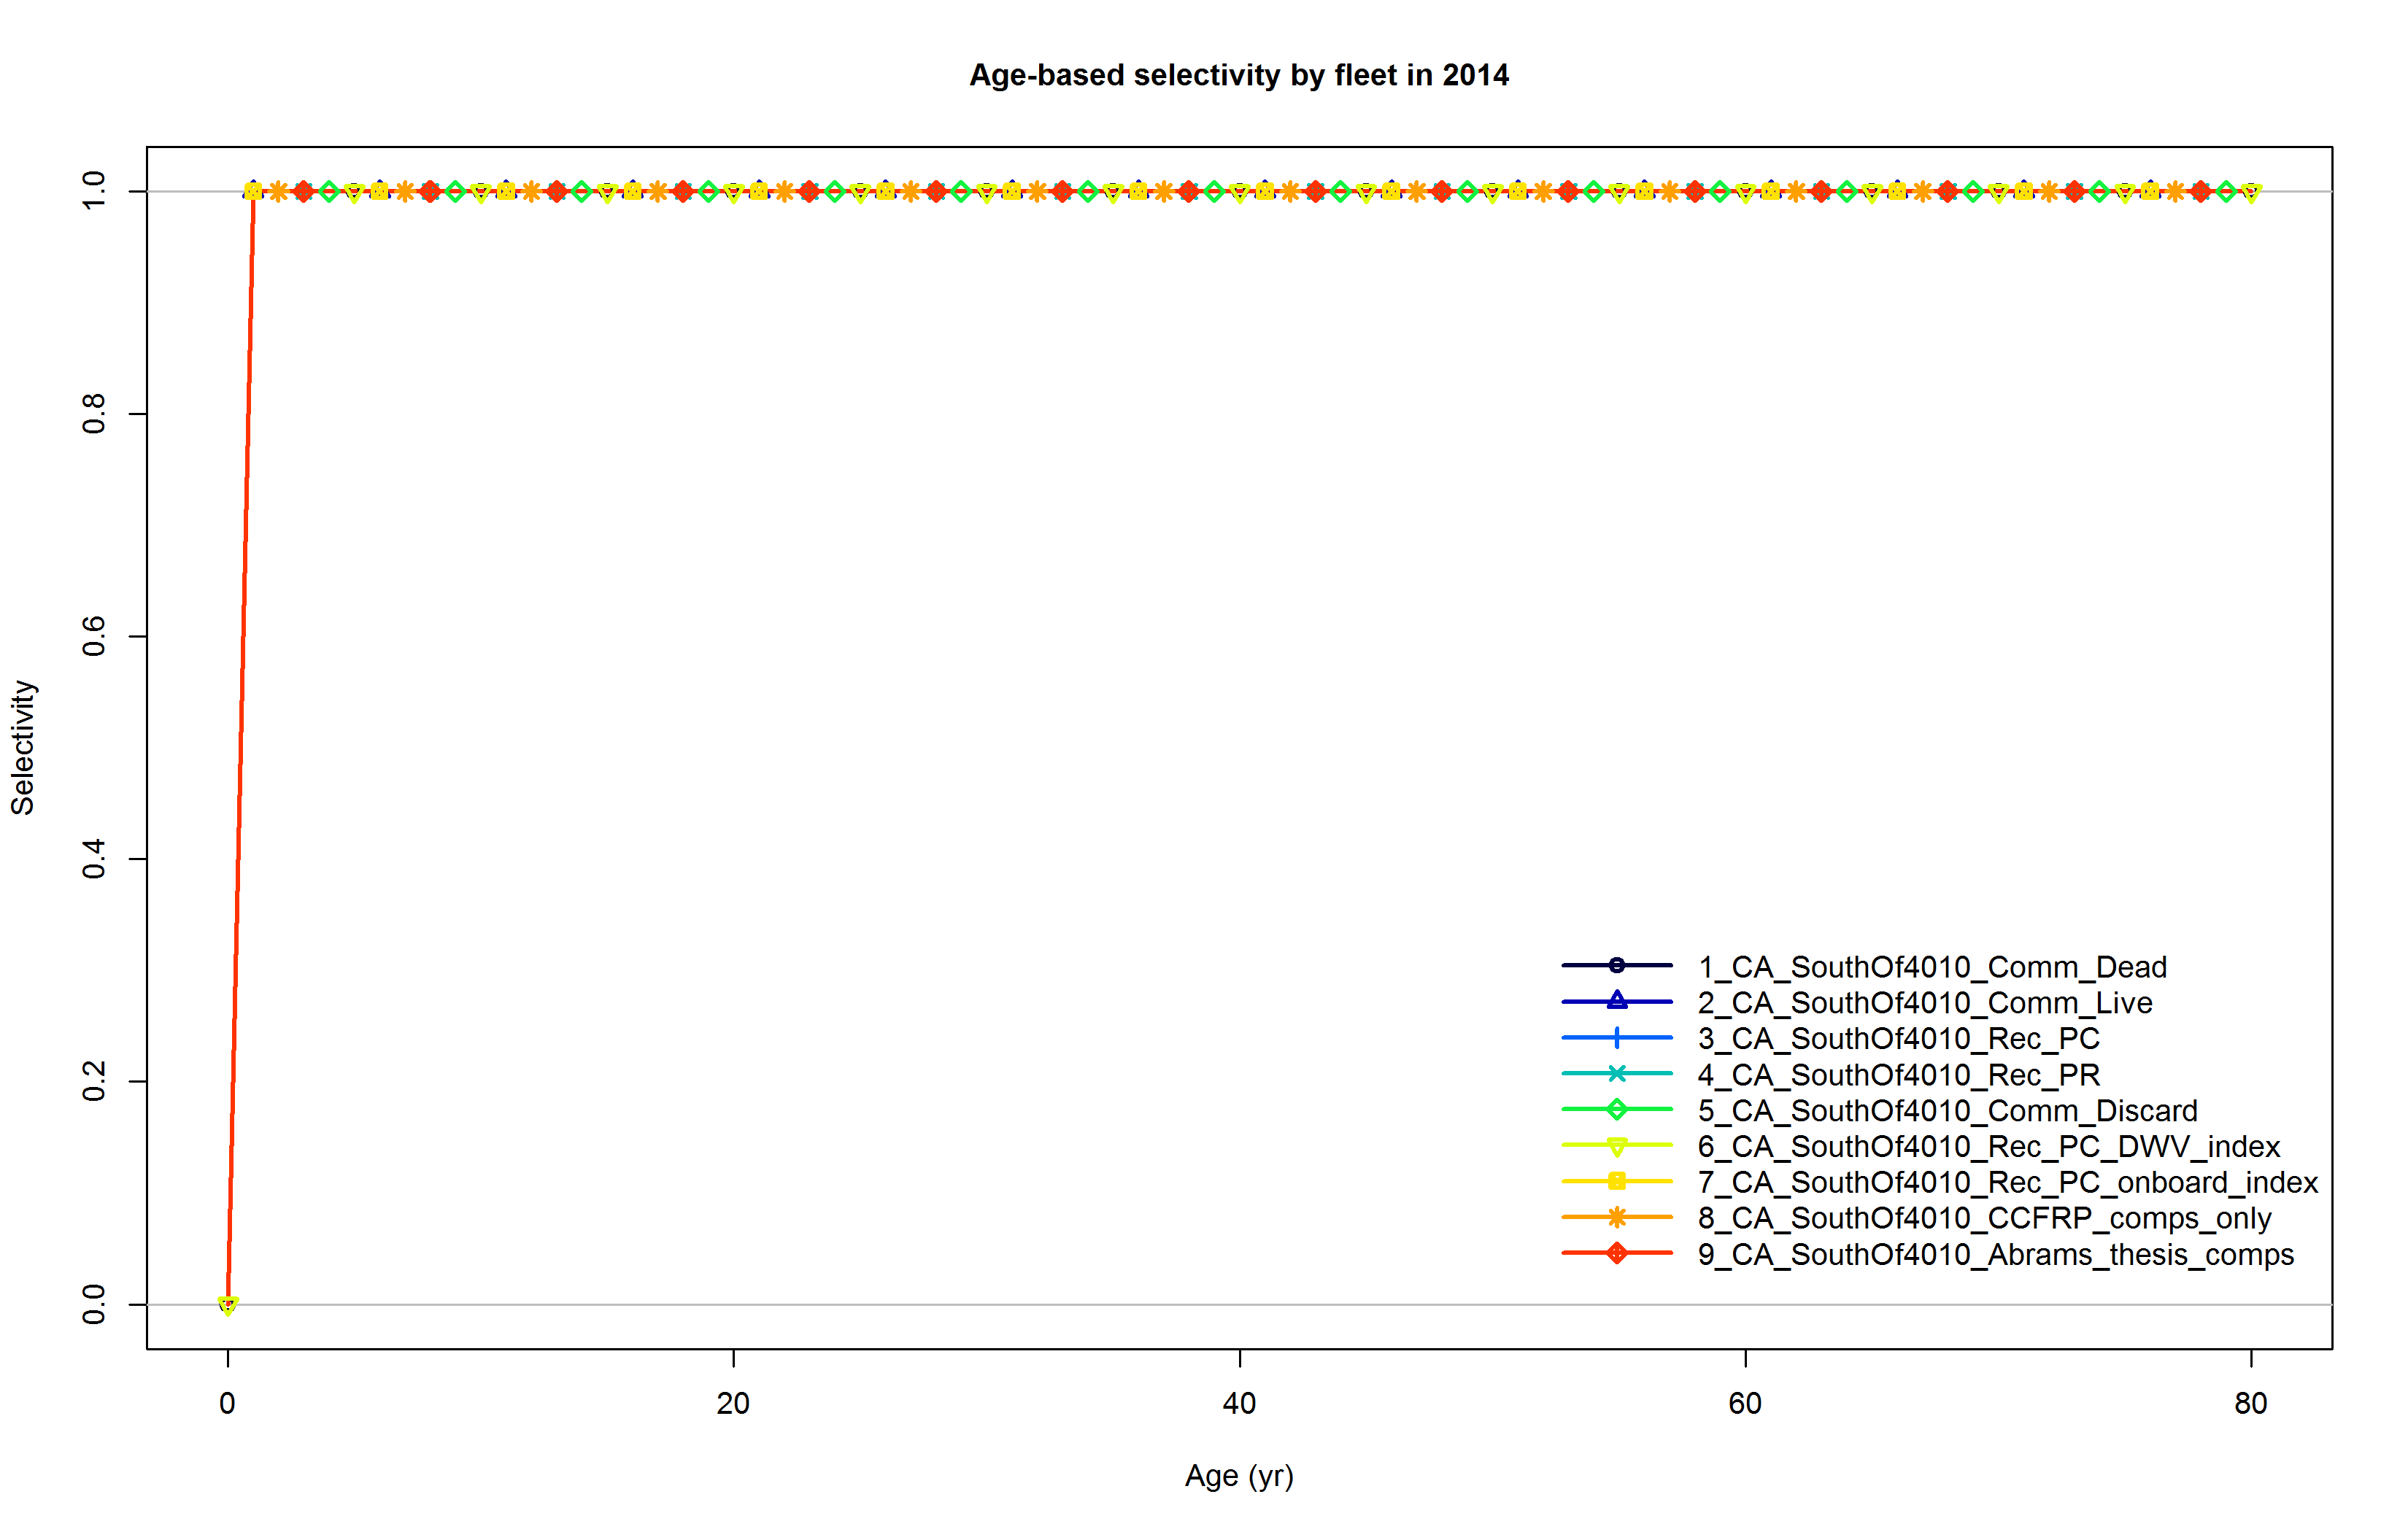 Age-based selectivity by fleet in 2014
Selectivity
1.0
0.8
0.6
0.4
0.2
0.0
1_CA_SouthOf4010_Comm_Dead
2_CA_SouthOf4010_Comm_Live
3_CA_SouthOf4010_Rec_PC
4_CA_SouthOf4010_Rec_PR
5_CA_SouthOf4010_Comm_Discard
6_CA_SouthOf4010_Rec_PC_DWV_index
7_CA_SouthOf4010_Rec_PC_onboard_index
8_CA_SouthOf4010_CCFRP_comps_only
9_CA_SouthOf4010_Abrams_thesis_comps
0 20 40 60 80
Age (yr)